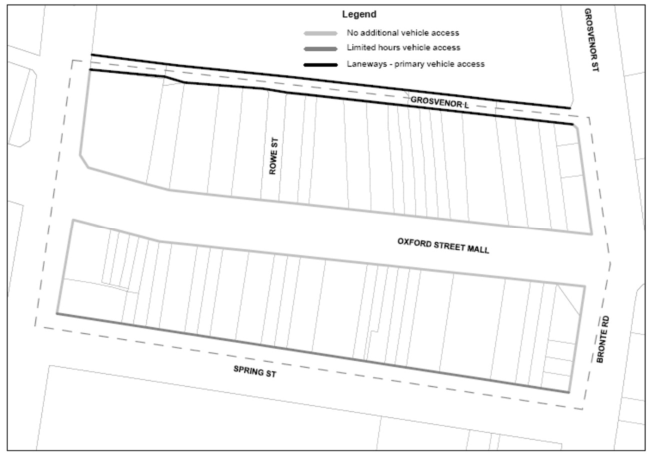 Legend
No additional vehicle access
Limited hours vehicle access
Laneways - primary vehicle access
GROSVENOR ST
GROSVENOR L
ROWE ST
OXFORD STREET MALL
BRONTE RD
SPRING ST